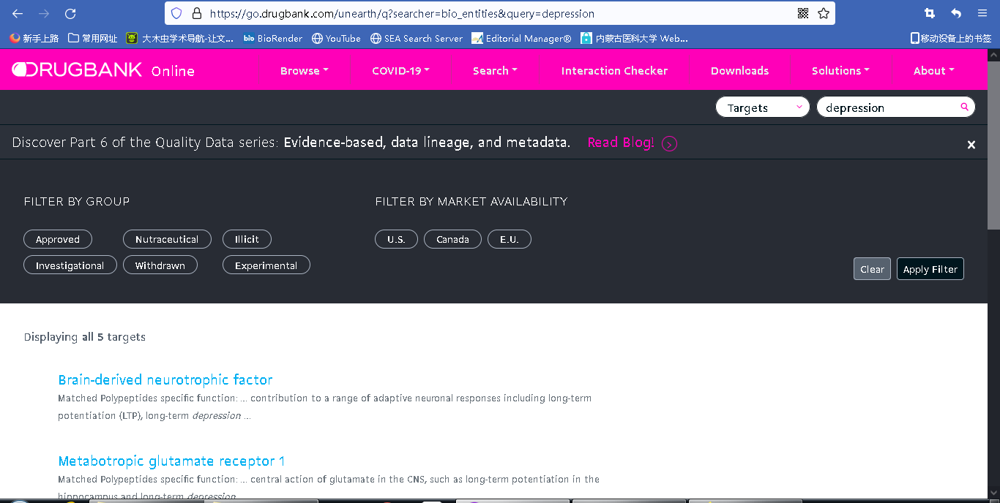 https://go.drugbank.com/unearth/q?searcher=bio_entities&query=depression
新手上路 常用网址 大木虫学术导航-让文... bio BioRender YouTube SEA Search Server Editorial Manager® 内蒙古医科大学 Web... 移动设备上的书签
DRUGBANK Online Browse COVID-19 Search Interaction Checker Downloads Solutions About
Targets depression
Discover Part 6 of the Quality Data series: Evidence-based, data lineage, and metadata. Read Blog!
FILTER BY GROUP FILTER BY MARKET AVAILABILITY
Approved Nutraceutical Illicit U.S. Canada E.U.
Investigational Withdrawn Experimental
Clear Apply Filter
Displaying all 5 targets
Brain-derived neurotrophic factor
Matched Polypeptides specific function: ... contribution to a range of adaptive neuronal responses including long-term
potentiation (LTP), long-term depression ...
Metabotropic glutamate receptor 1
Matched Polypeptides specific function: ... central action of glutamate in the CNS, such as long-term potentiation in the
hippocampus and long-term depression